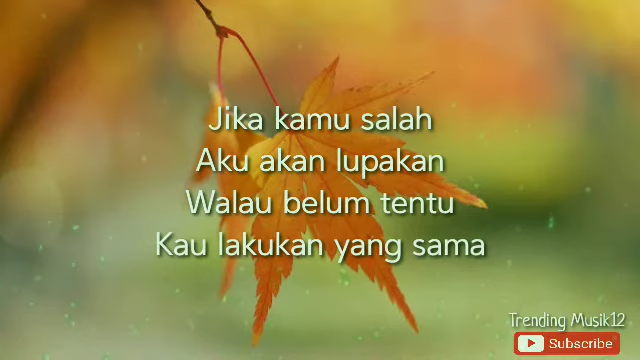 Jika kamu salah
Aku akan lupakan
Walau belum tentu
Kau lakukan yang sama
Trending Musik12
Subscribe